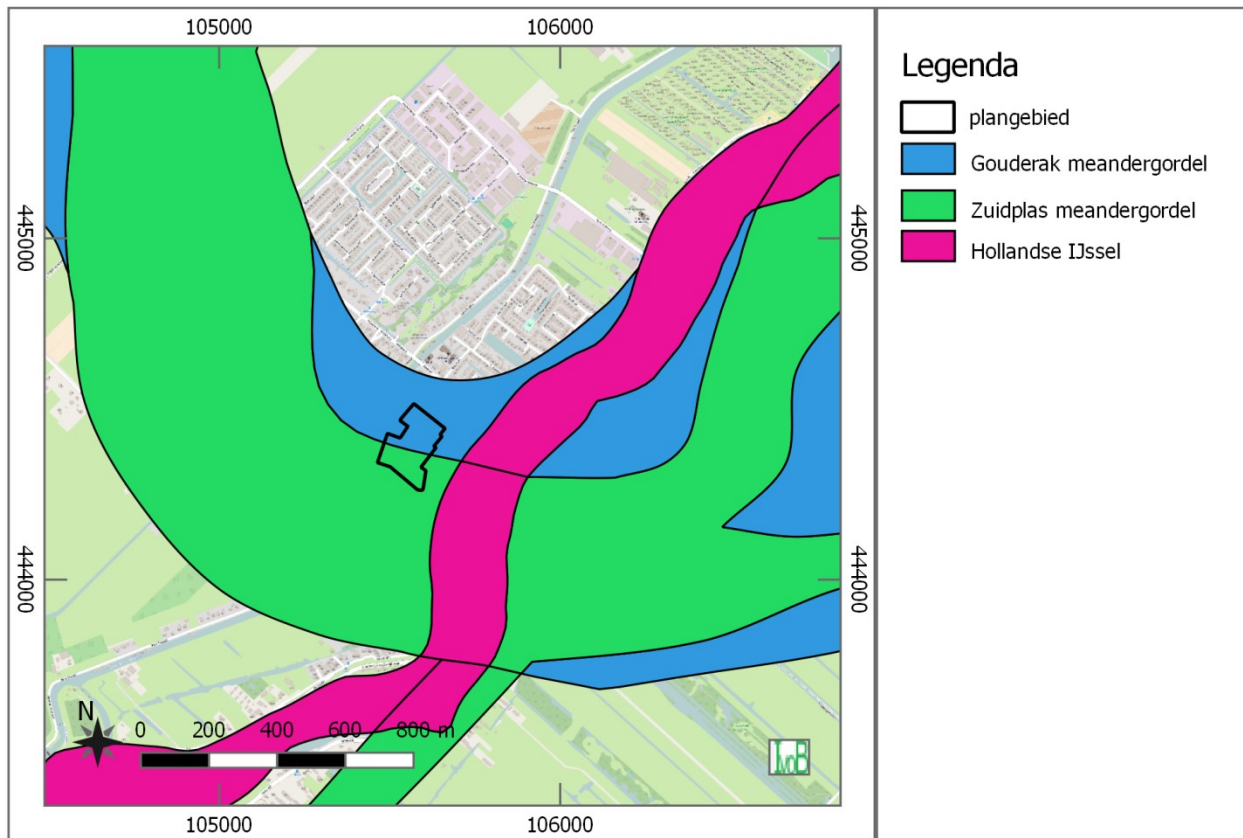 105000 106000
Legenda
plangebied
Gouderak meandergordel
Zuidplas meandergordel
Hollandse IJssel
445000 445000
444000 444000
N
0 200 400 600 800 m
IvoB
105000 106000